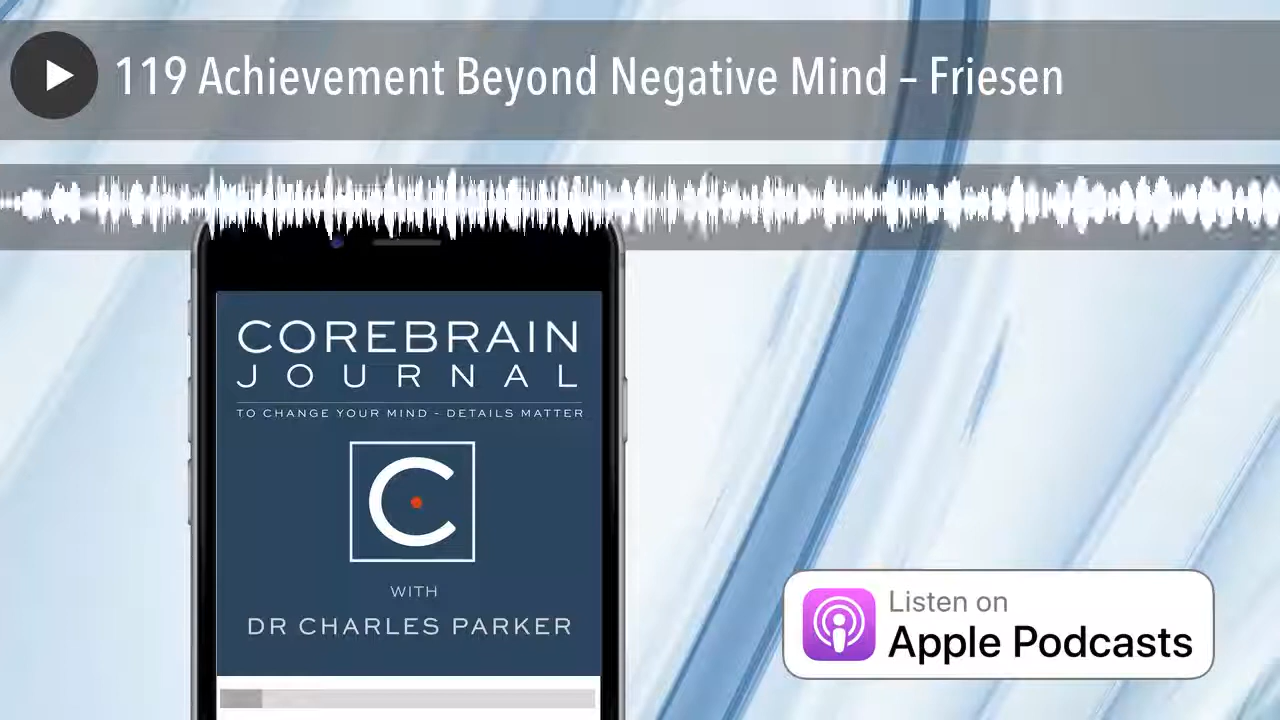 119 Achievement Beyond Negative Mind – Friesen
COREBRAIN
JOURNAL
TO CHANGE YOUR MIND - DETAILS MATTER
C
WITH
DR CHARLES PARKER
Listen on
Apple Podcasts